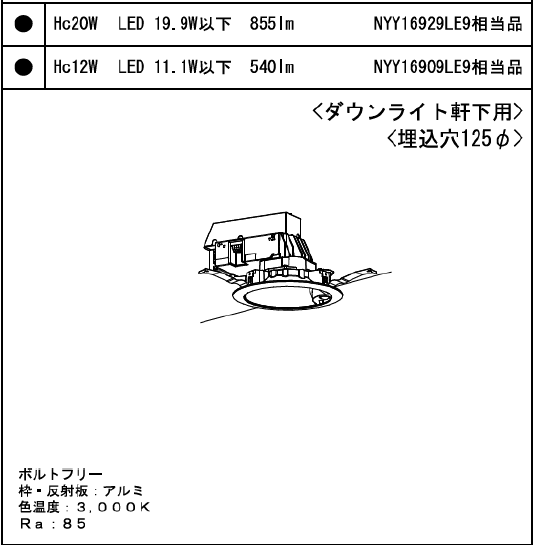 ● Hc20W LED 19.9W以下 855lm NYY16929LE9相当品
● Hc12W LED 11.1W以下 540lm NYY16909LE9相当品
<ダウンライト軒下用>
<埋込穴125φ>
ボルトフリー
枠・反射板：アルミ
色温度：3,000K
Ra：85